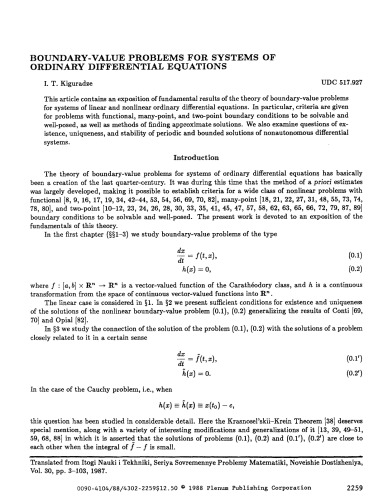 BOUNDARY-VALUE PROBLEMS FOR SYSTEMS OF
ORDINARY DIFFERENTIAL EQUATIONS
I. T. Kiguradze UDC 517.927
This article contains an exposition of fundamental results of the theory of boundary-value problems
for systems of linear and nonlinear ordinary differential equations. In particular, criteria are given
for problems with functional, many-point, and two-point boundary conditions to be solvable and
well-posed, as well as methods of finding approximate solutions. We also examine questions of ex-
istence, uniqueness, and stability of periodic and bounded solutions of nonautonomous differential
systems.
Introduction
The theory of boundary-value problems for systems of ordinary differential equations has basically
been a creation of the last quarter-century. It was during this time that the method of a priori estimates
was largely developed, making it possible to establish criteria for a wide class of nonlinear problems with
functional [8, 9, 16, 17, 19, 34, 42–44, 53, 54, 56, 69, 70, 82], many-point [18, 21, 22, 27, 31, 48, 55, 73, 74,
78, 80], and two-point [10–12, 23, 24, 26, 28, 30, 33, 35, 41, 45, 47, 57, 58, 62, 63, 65, 66, 72, 79, 87, 89]
boundary conditions to be solvable and well-posed. The present work is devoted to an exposition of the
fundamentals of this theory.
In the first chapter (§§1–3) we study boundary-value problems of the type
dx/dt = f(t, x), (0.1)
h(x) = 0, (0.2)
where f : [a, b] × Rⁿ → Rⁿ is a vector-valued function of the Carathéodory class, and h is a continuous
transformation from the space of continuous vector-valued functions into Rⁿ.
The linear case is considered in §1. In §2 we present sufficient conditions for existence and uniqueness
of the solutions of the nonlinear boundary-value problem (0.1), (0.2) generalizing the results of Conti [69,
70] and Opial [82].
In §3 we study the connection of the solution of the problem (0.1), (0.2) with the solutions of a problem
closely related to it in a certain sense
dx/dt = f̃(t, x), (0.1′)
h̃(x) = 0. (0.2′)
In the case of the Cauchy problem, i.e., when
h(x) ≡ h̃(x) ≡ x(t₀) − c,
this question has been studied in considerable detail. Here the Krasnosel'skii–Krein Theorem [38] deserves
special mention, along with a variety of interesting modifications and generalizations of it [13, 39, 49–51,
59, 68, 88] in which it is asserted that the solutions of problems (0.1), (0.2) and (0.1′), (0.2′) are close to
each other when the integral of f̃ − f is small.
Translated from Itogi Nauki i Tekhniki, Seriya Sovremennye Problemy Matematiki, Noveishie Dostizheniya,
Vol. 30, pp. 3–103, 1987.
0090-4104/88/4302-2259$12.50 © 1988 Plenum Publishing Corporation 2259